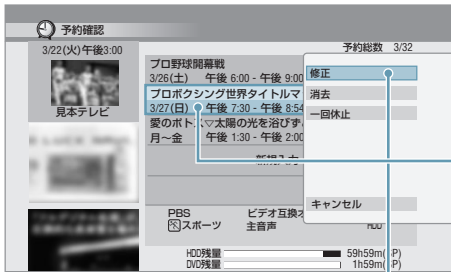 予約確認
3/22(火)午後3:00
予約総数 3/32
見本テレビ
プロ野球開幕戦
3/26(土) 午後 6:00 - 午後 9:00
プロボクシング世界タイトルマ
3/27(日) 午後 7:30 - 午後 8:54
愛のボトス▽太陽の光を浴びす
月～金 午後 1:30 - 午後 2:00
修正
消去
一回休止
キャンセル
PBS ビデオ互換
スポーツ 主音声 HDD
HDD残量 59h59m(SP)
DVD残量 1h59m(SP)